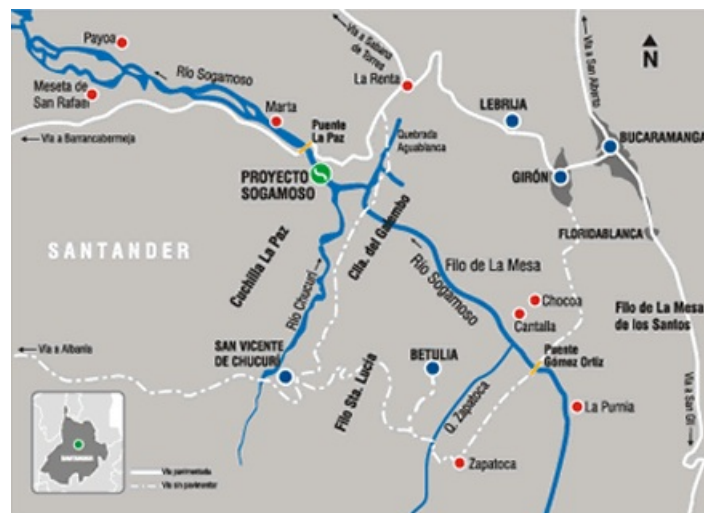 Payoa
Meseta de
San Rafael
Río Sogamoso
Vía a Sabana
de Torres
La Renta
Vía a San Alberto
N
LEBRIJA
BUCARAMANGA
Marta
Puente
La Paz
Vía a Barrancabermeja
Quebrada
Aguablanca
PROYECTO
SOGAMOSO
GIRÓN
FLORIDABLANCA
SANTANDER
Cuchilla La Paz
Río Chucurí
Clla. del Galembo
Río Sogamoso
Filo de La Mesa
Chocoa
Cantalla
Filo de La Mesa
de los Santos
Vía a Albania
SAN VICENTE
DE CHUCURÍ
Filo Sta. Lucía
BETULIA
Q. Zapatoca
Puente
Gómez Ortiz
Vía a San Gil
La Purnia
Zapatoca
SANTANDER
Vía pavimentada
Vía sin pavimentar